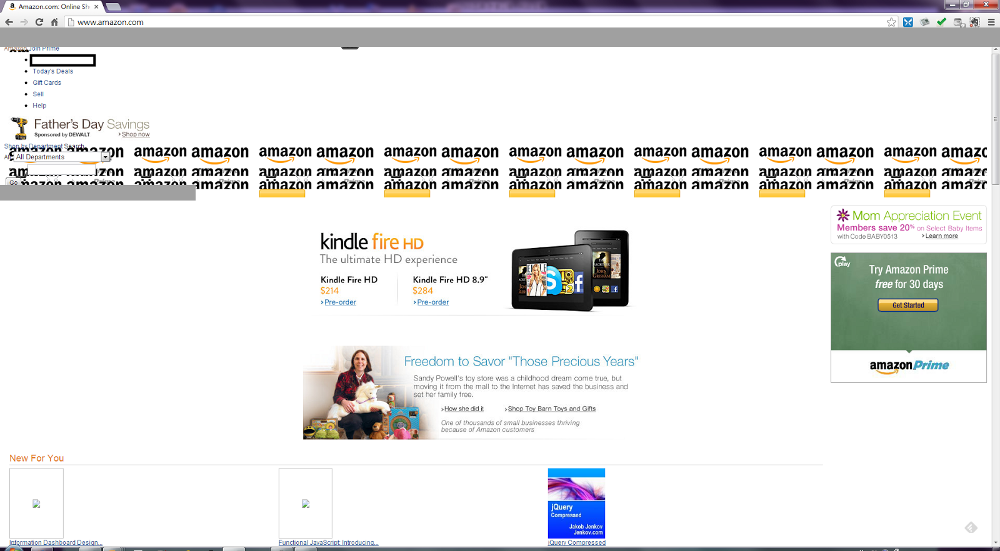 Amazon.com: Online Sh
www.amazon.com
Amazon Join Prime
Today's Deals
Gift Cards
Sell
Help
Father's Day Savings
Sponsored by DEWALT
Shop now
Shop by Department Search
amazon amazon amazon amazon amazon amazon amazon amazon amazon amazon amazon amazon amazon amazon amazon amazon
All Departments
Go
kindle fire HD
The ultimate HD experience
Kindle Fire HD
$214
Pre-order
Kindle Fire HD 8.9"
$284
Pre-order
ELLE
JOHN GRISHAM
Mom Appreciation Event
Members save 20% on Select Baby Items
with Code BABY0513
Learn more
play
Try Amazon Prime
free for 30 days
Get Started
amazonPrime
Freedom to Savor "Those Precious Years"
Sandy Powell's toy store was a childhood dream come true, but
moving it from the mall to the Internet has saved the business and
set her family free.
How she did it
Shop Toy Barn Toys and Gifts
One of thousands of small businesses thriving
because of Amazon customers
New For You
jQuery
Compressed
Jakob Jenkov
Jenkov.com
Information Dashboard Design...
Functional JavaScript: Introducing...
jQuery Compressed